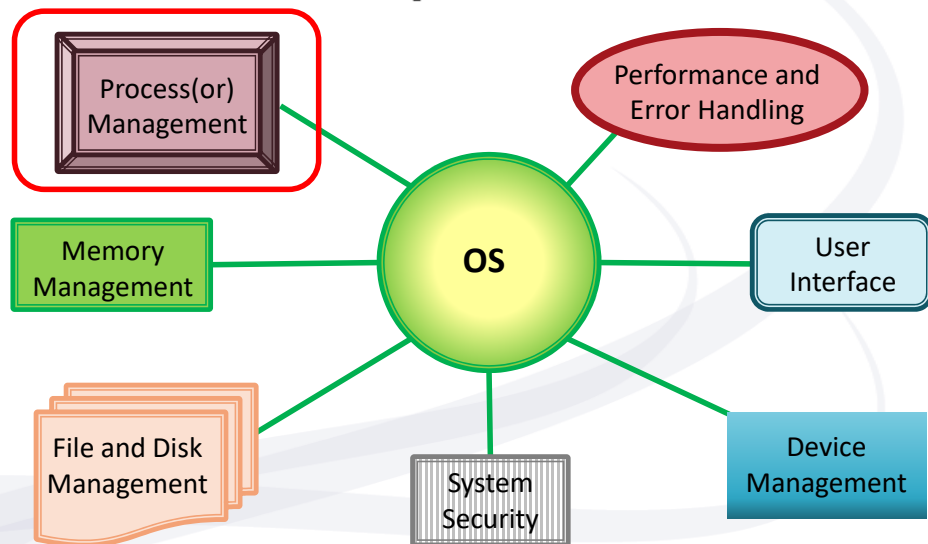 Process(or)
Management
Performance and
Error Handling
Memory
Management
OS
User
Interface
File and Disk
Management
System
Security
Device
Management